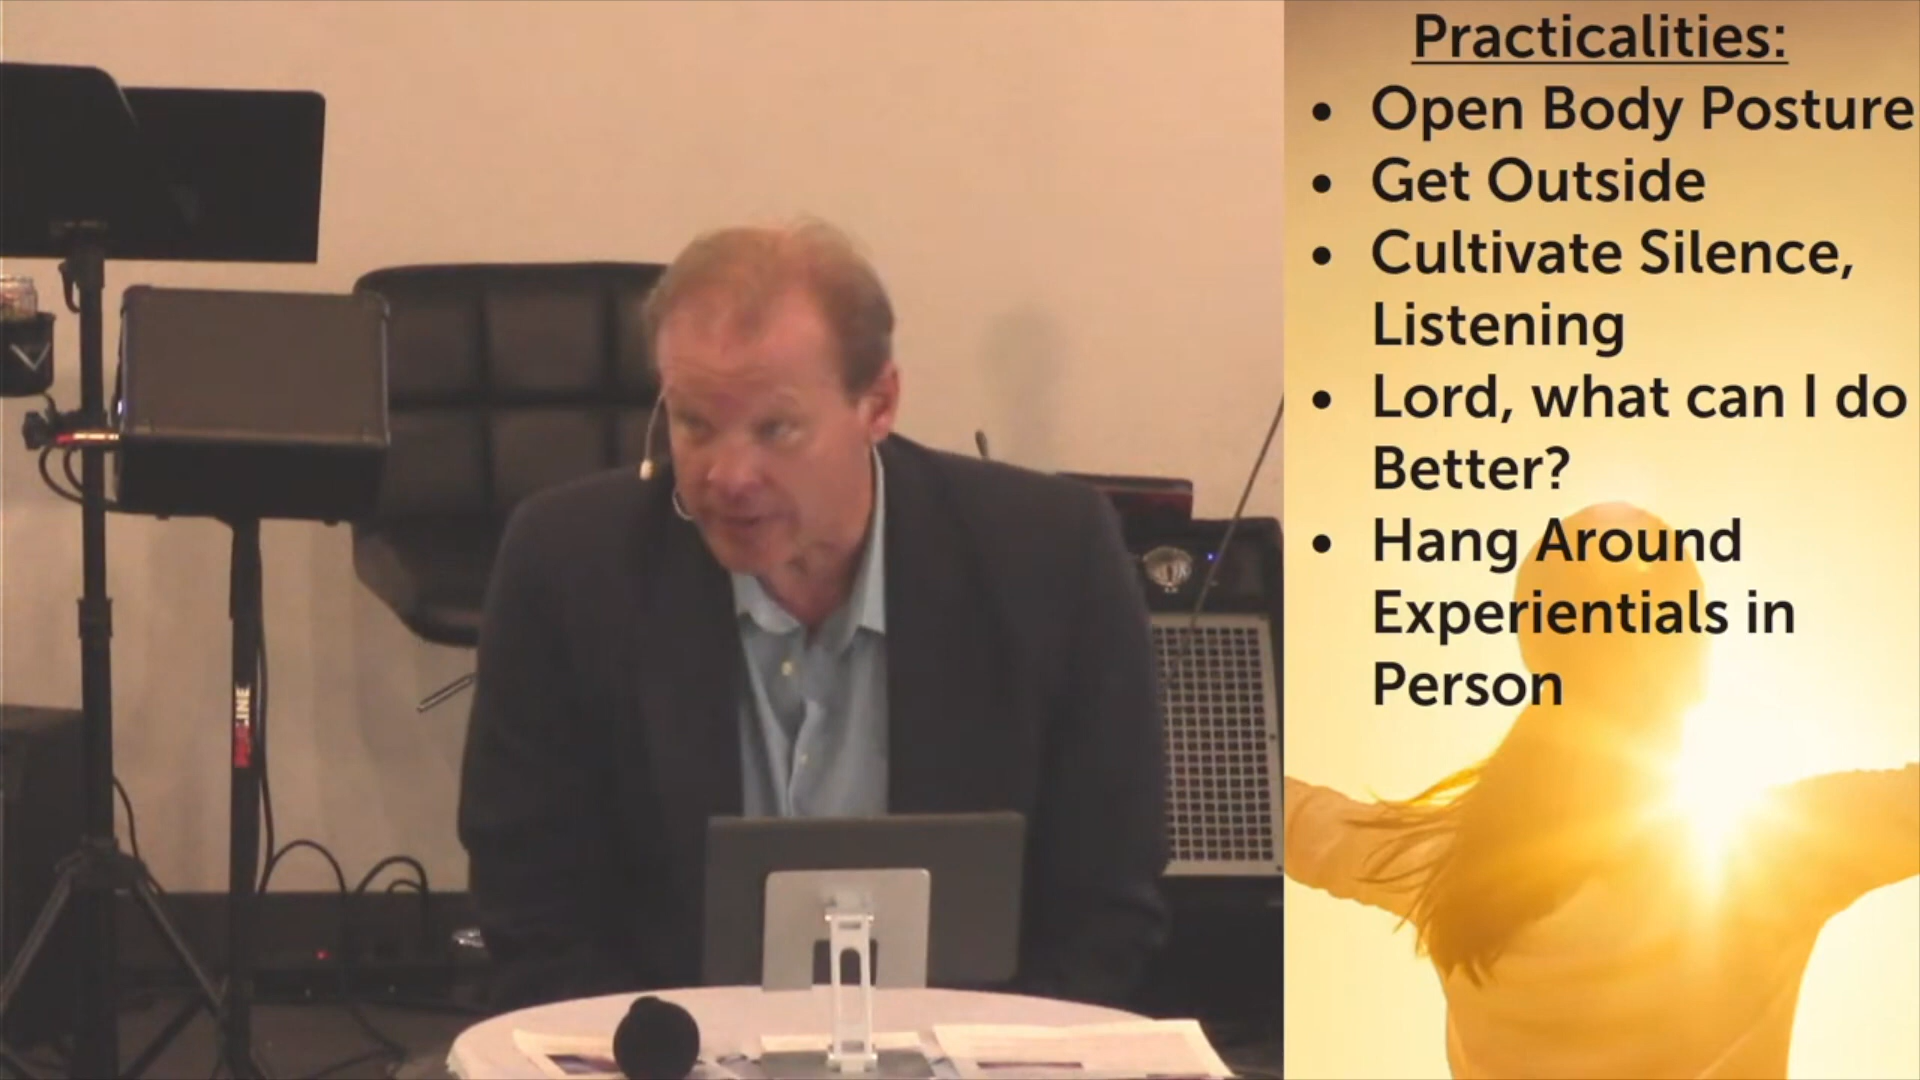 Practicalities:
• Open Body Posture
• Get Outside
• Cultivate Silence,
Listening
• Lord, what can I do
Better?
• Hang Around
Experientials in
Person
PROLINE